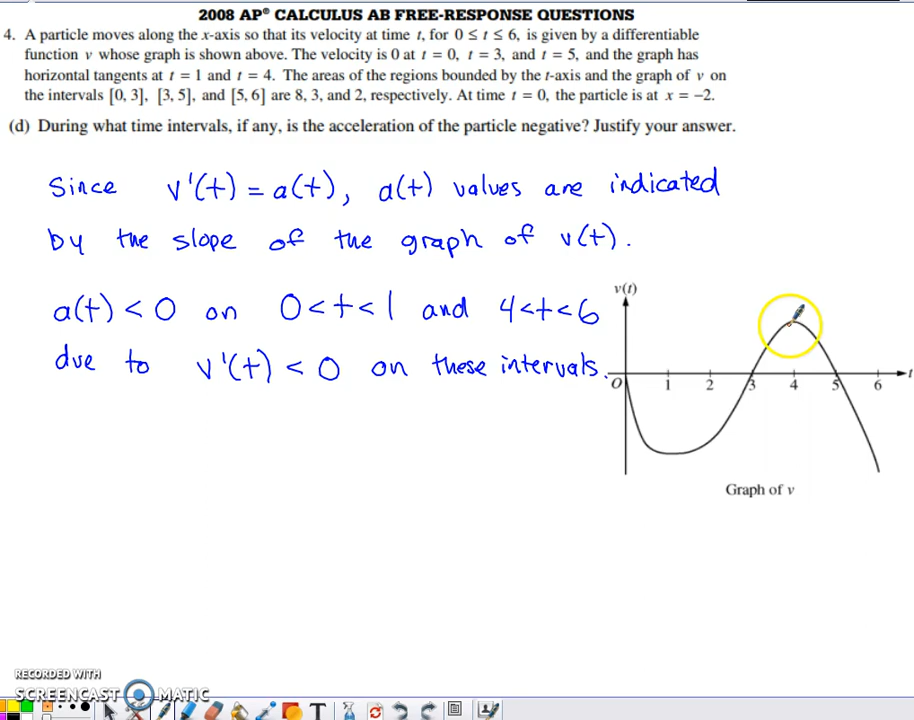 2008 AP® CALCULUS AB FREE-RESPONSE QUESTIONS
4. A particle moves along the x-axis so that its velocity at time t, for 0 ≤ t ≤ 6, is given by a differentiable
function v whose graph is shown above. The velocity is 0 at t = 0, t = 3, and t = 5, and the graph has
horizontal tangents at t = 1 and t = 4. The areas of the regions bounded by the t-axis and the graph of v on
the intervals [0, 3], [3, 5], and [5, 6] are 8, 3, and 2, respectively. At time t = 0, the particle is at x = −2.
(d) During what time intervals, if any, is the acceleration of the particle negative? Justify your answer.
Since v'(t) = a(t), a(t) values are indicated
by the slope of the graph of v(t).
a(t) < 0 on 0 < t < 1 and 4 < t < 6
due to v'(t) < 0 on these intervals.
v(t)
O 1 2 3 4 5 6 t
Graph of v
RECORDED WITH
SCREENCAST MATIC
T